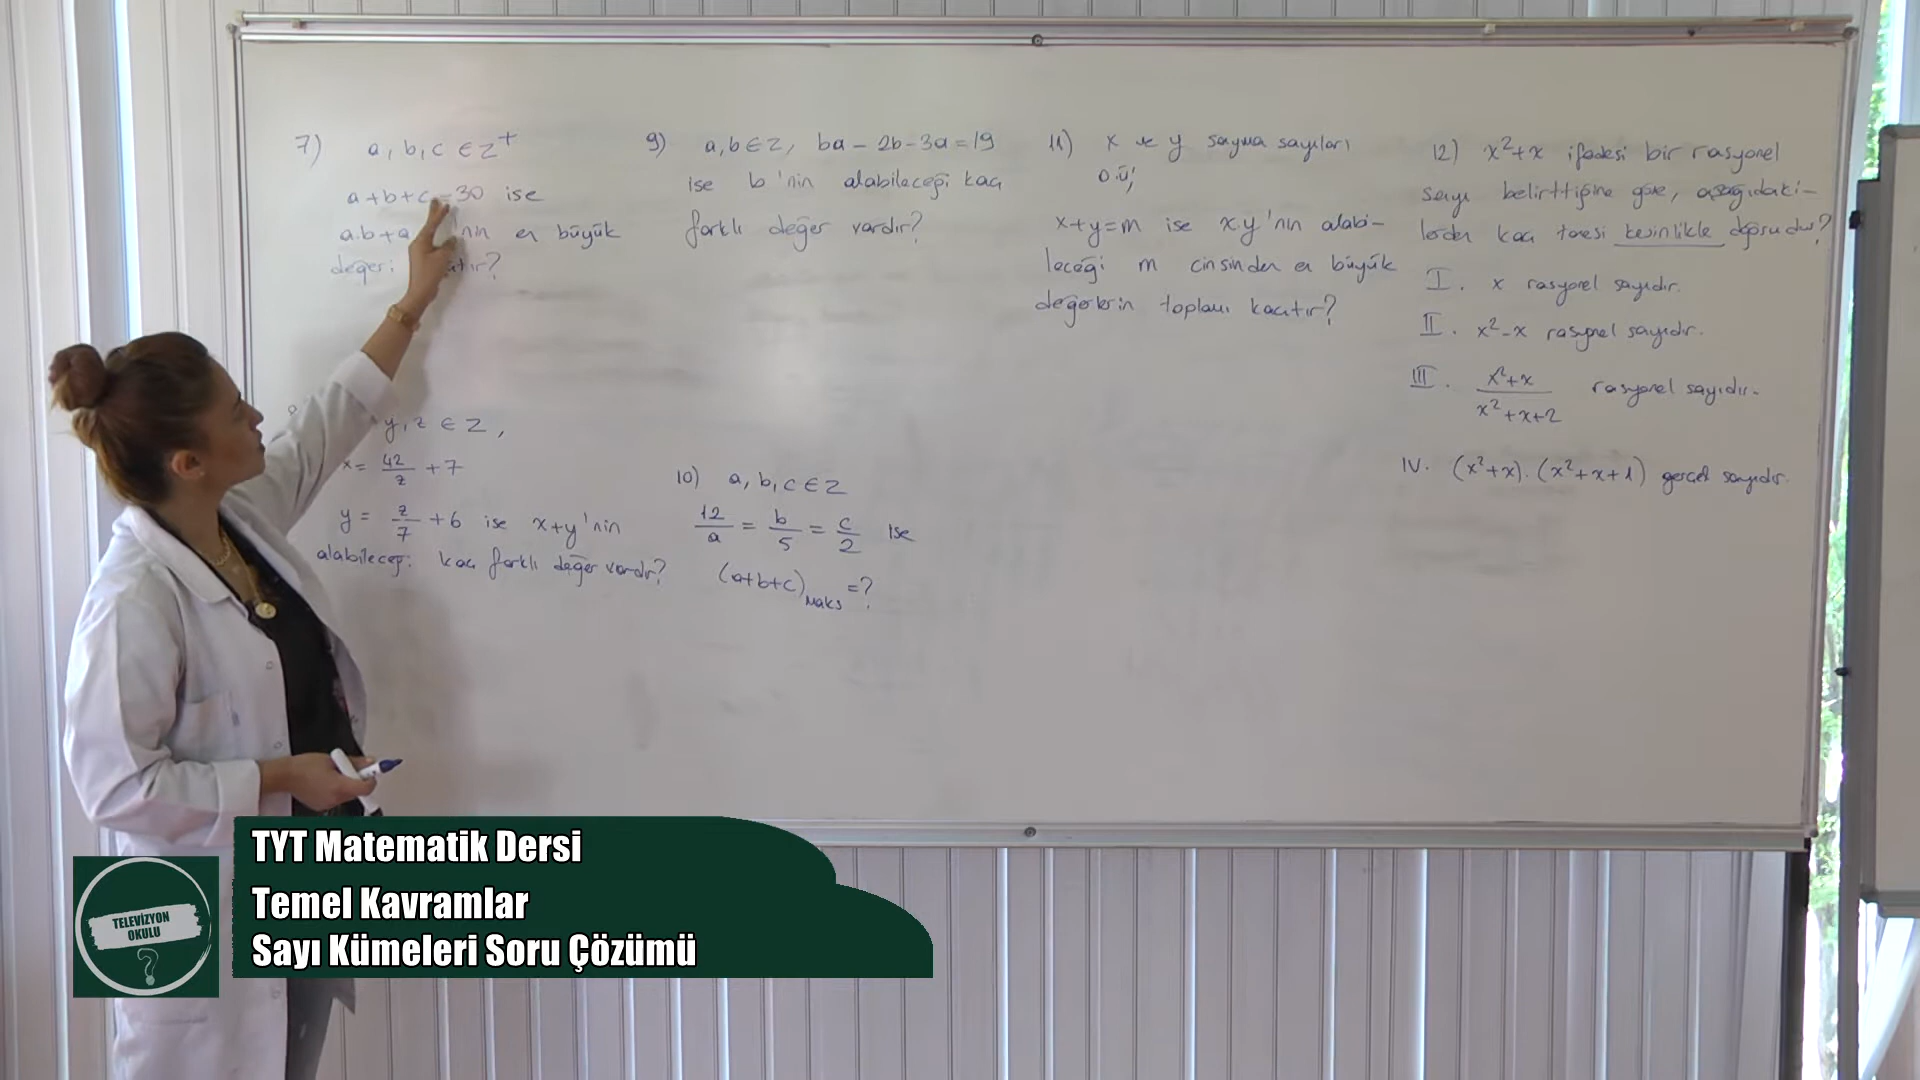 7) a, b, c ∈ Z⁺
a+b+c=30 ise
a.b+a 'nin en büyük
değeri
9) a,b∈Z, ba - 2b - 3a = 19
ise b'nin alabileceği kaç
farklı değer vardır?
11) x ve y sayma sayıları
o.ü;
x+y=m ise x.y'nin alabi-
leceği m cinsinden en büyük
değerlerin toplamı kaçtır?
12) x²+x ifadesi bir rasyonel
sayı belirttiğine göre, aşağıdaki-
lerden kaç tanesi kesinlikle doğrudur?
I. x rasyonel sayıdır.
II. x²-x rasyonel sayıdır.
III. (x²+x)/(x²+x+2) rasyonel sayıdır.
IV. (x²+x).(x²+x+1) gerçel sayıdır.
y, z ∈ Z,
x = 42/z + 7
y = z/7 + 6 ise x+y'nin
alabileceği kaç farklı değer vardır?
10) a, b, c ∈ Z
12/a = b/5 = c/2 ise
(a+b+c)maks = ?
TYT Matematik Dersi
Temel Kavramlar
Sayı Kümeleri Soru Çözümü
TELEVİZYON
OKULU
?